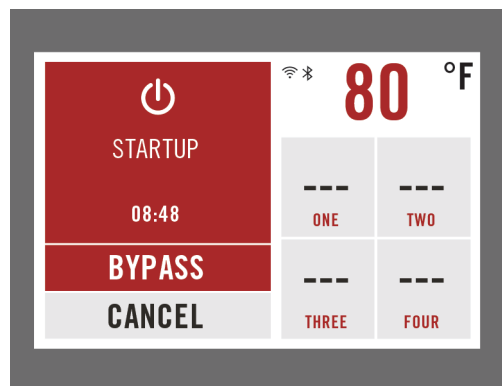 80 °F
STARTUP
08:48
BYPASS
CANCEL
--- ---
ONE TWO
--- ---
THREE FOUR